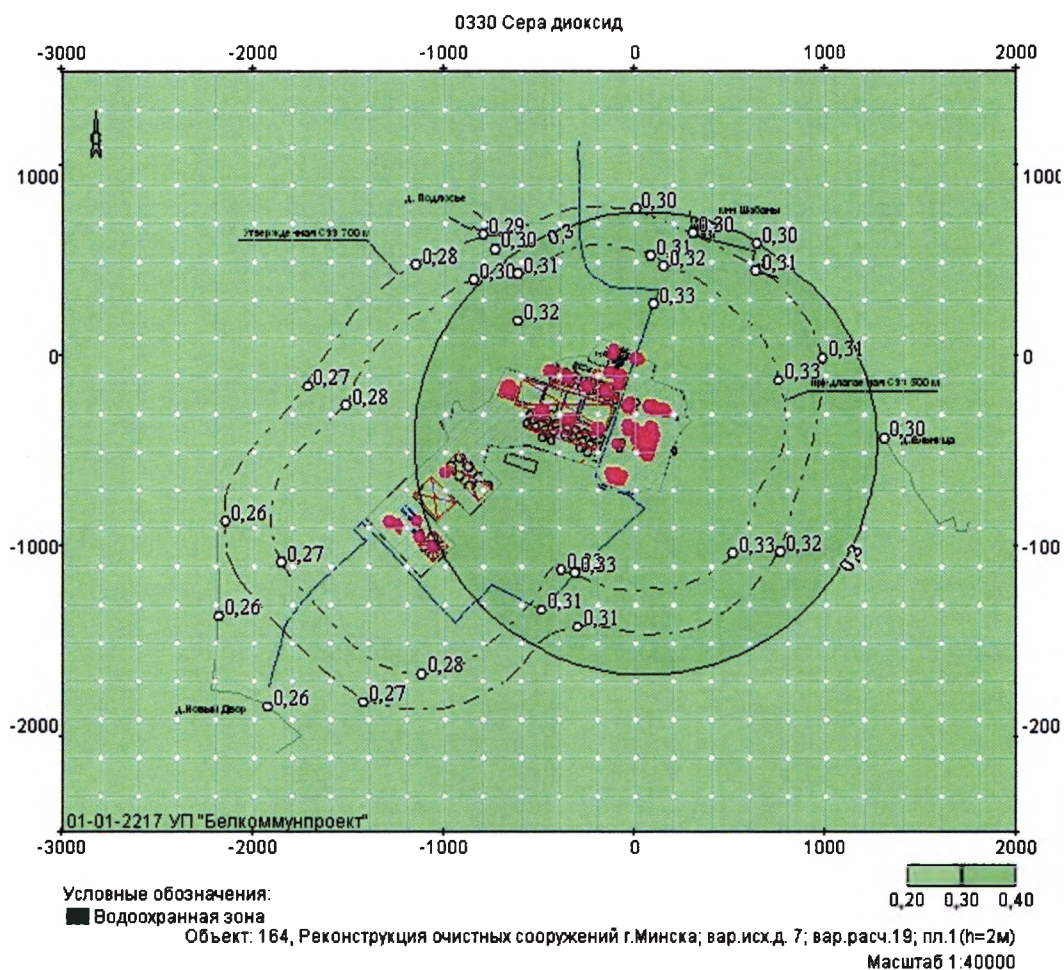 0330 Сера диоксид
-3000 -2000 -1000 0 1000 2000
1000 1000
0,30
д. Подлосье
0,29 0,30 0,3 0,30 0,30
Утвержденная СЗЗ 700 м
0,28 0,30 0,31 0,31 0,32 0,31
0,32 0,33
0 0
0,27 0,28 0,33 0,31
Предлагаемая СЗЗ 500 м
0,30
0,26
-1000 -100
0,27 0,33 0,33 0,32 0,3
0,26 0,31 0,31
0,28
д.Новый Двор 0,26 0,27
-2000 -200
01-01-2217 УП "Белкоммунпроект"
-3000 -2000 -1000 0 1000 2000
Условные обозначения:
Водоохранная зона
0,20 0,30 0,40
Объект: 164, Реконструкция очистных сооружений г.Минска; вар.исх.д. 7; вар.расч.19; пл.1(h=2м)
Масштаб 1:40000